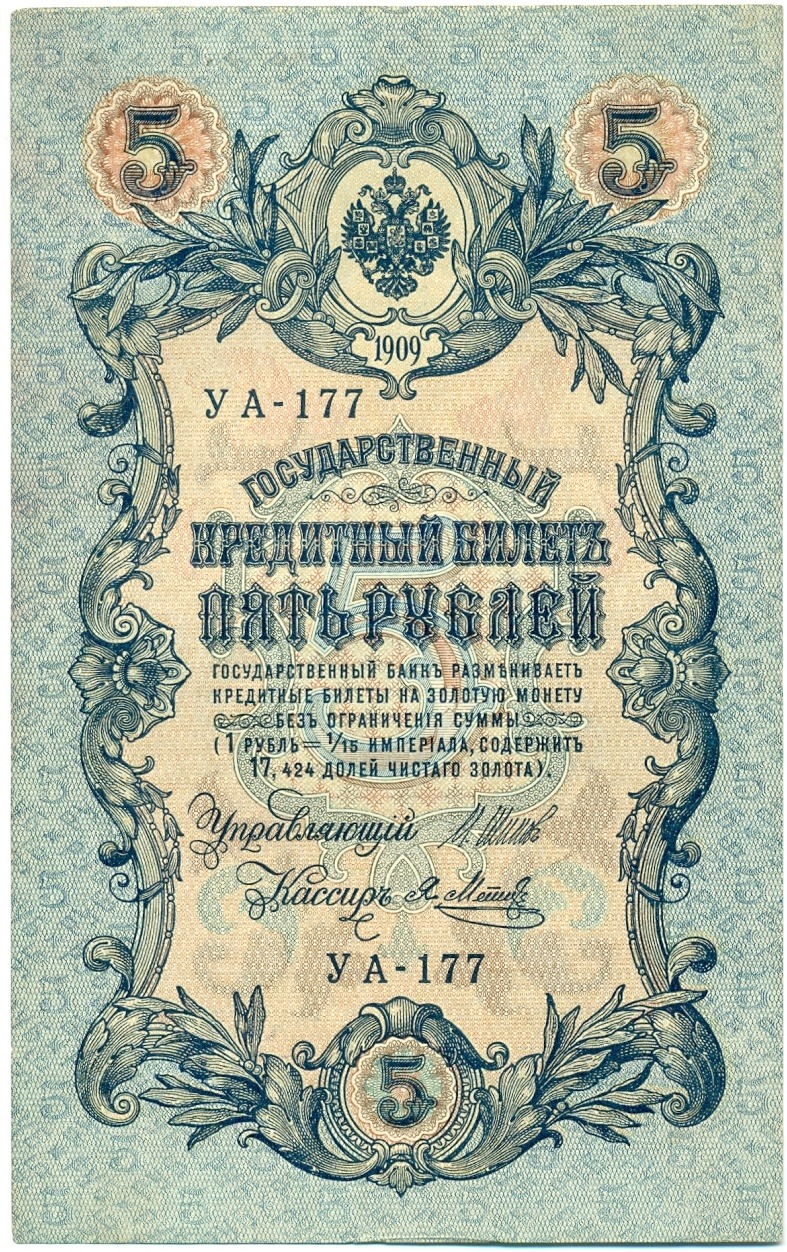 5 5
1909
УА-177
ГОСУДАРСТВЕННЫЙ
КРЕДИТНЫЙ БИЛЕТЪ
ПЯТЬ РУБЛЕЙ
ГОСУДАРСТВЕННЫЙ БАНКЪ РАЗМѢНИВАЕТЪ
КРЕДИТНЫЕ БИЛЕТЫ НА ЗОЛОТУЮ МОНЕТУ
БЕЗЪ ОГРАНИЧЕНІЯ СУММЫ
(1 РУБЛЬ = 1/15 ИМПЕРІАЛА, СОДЕРЖИТЪ
17,424 ДОЛЕЙ ЧИСТАГО ЗОЛОТА).
Управляющій
Кассиръ
УА-177
5